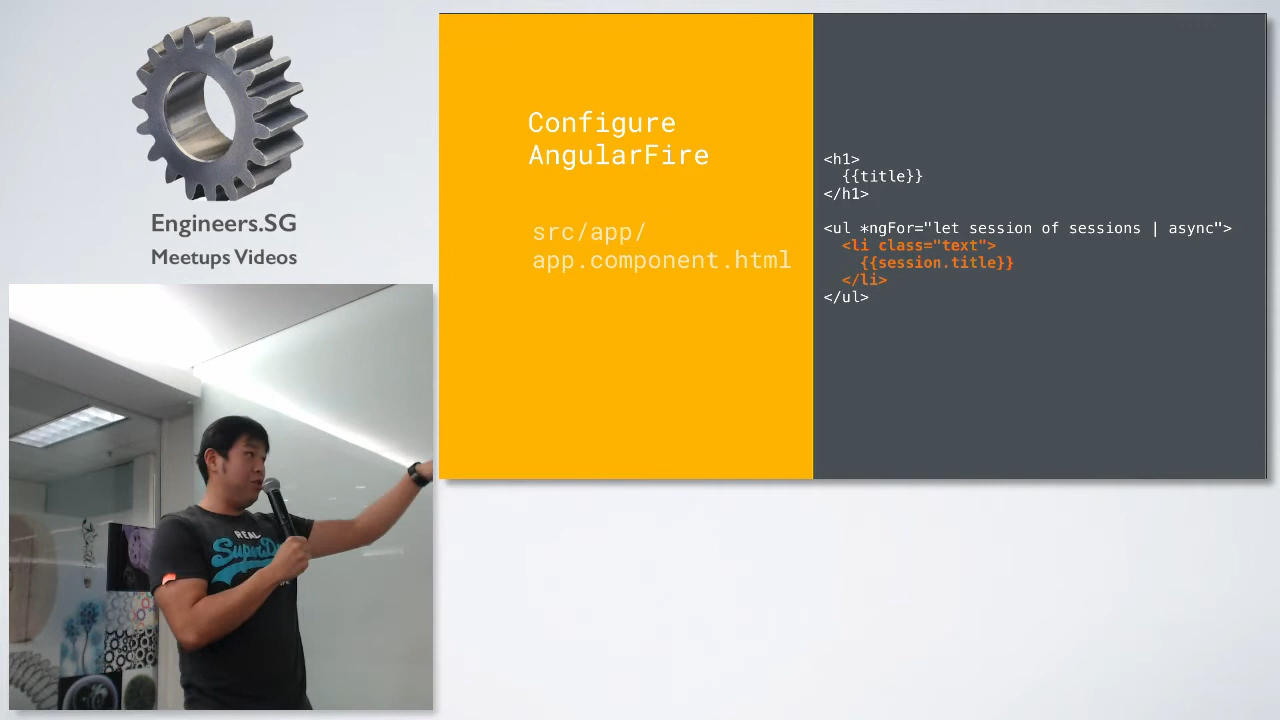 Engineers.SG
Meetups Videos
Configure
AngularFire
src/app/
app.component.html
<h1>
{{title}}
</h1>
<ul *ngFor="let session of sessions | async">
<li class="text">
{{session.title}}
</li>
</ul>
REAL